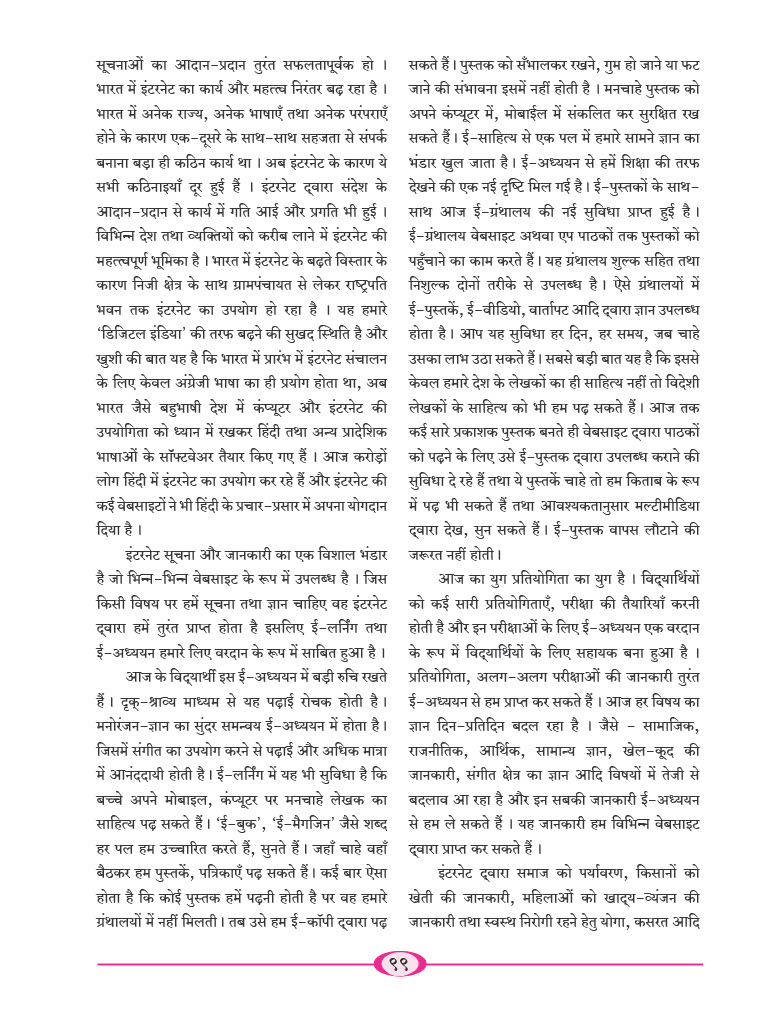 सूचनाओं का आदान-प्रदान तुरंत सफलतापूर्वक हो ।
भारत में इंटरनेट का कार्य और महत्त्व निरंतर बढ़ रहा है ।
भारत में अनेक राज्य, अनेक भाषाएँ तथा अनेक परंपराएँ
होने के कारण एक-दूसरे के साथ-साथ सहजता से संपर्क
बनाना बड़ा ही कठिन कार्य था । अब इंटरनेट के कारण ये
सभी कठिनाइयाँ दूर हुई हैं । इंटरनेट द्‌वारा संदेश के
आदान-प्रदान से कार्य में गति आई और प्रगति भी हुई ।
विभिन्न देश तथा व्यक्तियों को करीब लाने में इंटरनेट की
महत्त्वपूर्ण भूमिका है । भारत में इंटरनेट के बढ़ते विस्तार के
कारण निजी क्षेत्र के साथ ग्रामपंचायत से लेकर राष्ट्रपति
भवन तक इंटरनेट का उपयोग हो रहा है । यह हमारे
‘डिजिटल इंडिया’ की तरफ बढ़ने की सुखद स्थिति है और
खुशी की बात यह है कि भारत में प्रारंभ में इंटरनेट संचालन
के लिए केवल अंग्रेजी भाषा का ही प्रयोग होता था, अब
भारत जैसे बहुभाषी देश में कंप्यूटर और इंटरनेट की
उपयोगिता को ध्यान में रखकर हिंदी तथा अन्य प्रादेशिक
भाषाओं के सॉफ्टवेअर तैयार किए गए हैं । आज करोड़ों
लोग हिंदी में इंटरनेट का उपयोग कर रहे हैं और इंटरनेट की
कई वेबसाइटों ने भी हिंदी के प्रचार-प्रसार में अपना योगदान
दिया है ।
इंटरनेट सूचना और जानकारी का एक विशाल भंडार
है जो भिन्न-भिन्न वेबसाइट के रूप में उपलब्ध है । जिस
किसी विषय पर हमें सूचना तथा ज्ञान चाहिए वह इंटरनेट
द्‌वारा हमें तुरंत प्राप्त होता है इसलिए ई-लर्निंग तथा
ई-अध्ययन हमारे लिए वरदान के रूप में साबित हुआ है ।
आज के विद्‌यार्थी इस ई-अध्ययन में बड़ी रुचि रखते
हैं । दृक्-श्राव्य माध्यम से यह पढ़ाई रोचक होती है ।
मनोरंजन-ज्ञान का सुंदर समन्वय ई-अध्ययन में होता है ।
जिसमें संगीत का उपयोग करने से पढ़ाई और अधिक मात्रा
में आनंददायी होती है । ई-लर्निंग में यह भी सुविधा है कि
बच्चे अपने मोबाइल, कंप्यूटर पर मनचाहे लेखक का
साहित्य पढ़ सकते हैं । ‘ई-बुक’, ‘ई-मैगजिन’ जैसे शब्द
हर पल हम उच्चारित करते हैं, सुनते हैं । जहाँ चाहे वहाँ
बैठकर हम पुस्तकें, पत्रिकाएँ पढ़ सकते हैं । कई बार ऐसा
होता है कि कोई पुस्तक हमें पढ़नी होती है पर वह हमारे
ग्रंथालयों में नहीं मिलती । तब उसे हम ई-कॉपी द्‌वारा पढ़
सकते हैं । पुस्तक को सँभालकर रखने, गुम हो जाने या फट
जाने की संभावना इसमें नहीं होती है । मनचाहे पुस्तक को
अपने कंप्यूटर में, मोबाईल में संकलित कर सुरक्षित रख
सकते हैं । ई-साहित्य से एक पल में हमारे सामने ज्ञान का
भंडार खुल जाता है । ई-अध्ययन से हमें शिक्षा की तरफ
देखने की एक नई दृष्टि मिल गई है । ई-पुस्तकों के साथ-
साथ आज ई-ग्रंथालय की नई सुविधा प्राप्त हुई है ।
ई-ग्रंथालय वेबसाइट अथवा एप पाठकों तक पुस्तकों को
पहुँचाने का काम करते हैं । यह ग्रंथालय शुल्क सहित तथा
निशुल्क दोनों तरीके से उपलब्ध है । ऐसे ग्रंथालयों में
ई-पुस्तकें, ई-वीडियो, वार्तापट आदि द्‌वारा ज्ञान उपलब्ध
होता है । आप यह सुविधा हर दिन, हर समय, जब चाहे
उसका लाभ उठा सकते हैं । सबसे बड़ी बात यह है कि इससे
केवल हमारे देश के लेखकों का ही साहित्य नहीं तो विदेशी
लेखकों के साहित्य को भी हम पढ़ सकते हैं । आज तक
कई सारे प्रकाशक पुस्तक बनते ही वेबसाइट द्‌वारा पाठकों
को पढ़ने के लिए उसे ई-पुस्तक द्‌वारा उपलब्ध कराने की
सुविधा दे रहे हैं तथा ये पुस्तकें चाहे तो हम किताब के रूप
में पढ़ भी सकते हैं तथा आवश्यकतानुसार मल्टीमीडिया
द्‌वारा देख, सुन सकते हैं । ई-पुस्तक वापस लौटाने की
जरूरत नहीं होती ।
आज का युग प्रतियोगिता का युग है । विद्‌यार्थियों
को कई सारी प्रतियोगिताएँ, परीक्षा की तैयारियाँ करनी
होती है और इन परीक्षाओं के लिए ई-अध्ययन एक वरदान
के रूप में विद्‌यार्थियों के लिए सहायक बना हुआ है ।
प्रतियोगिता, अलग-अलग परीक्षाओं की जानकारी तुरंत
ई-अध्ययन से हम प्राप्त कर सकते हैं । आज हर विषय का
ज्ञान दिन-प्रतिदिन बदल रहा है । जैसे - सामाजिक,
राजनीतिक, आर्थिक, सामान्य ज्ञान, खेल-कूद की
जानकारी, संगीत क्षेत्र का ज्ञान आदि विषयों में तेजी से
बदलाव आ रहा है और इन सबकी जानकारी ई-अध्ययन
से हम ले सकते हैं । यह जानकारी हम विभिन्न वेबसाइट
द्‌वारा प्राप्त कर सकते हैं ।
इंटरनेट द्‌वारा समाज को पर्यावरण, किसानों को
खेती की जानकारी, महिलाओं को खाद्‌य-व्यंजन की
जानकारी तथा स्वस्थ निरोगी रहने हेतु योगा, कसरत आदि
९९